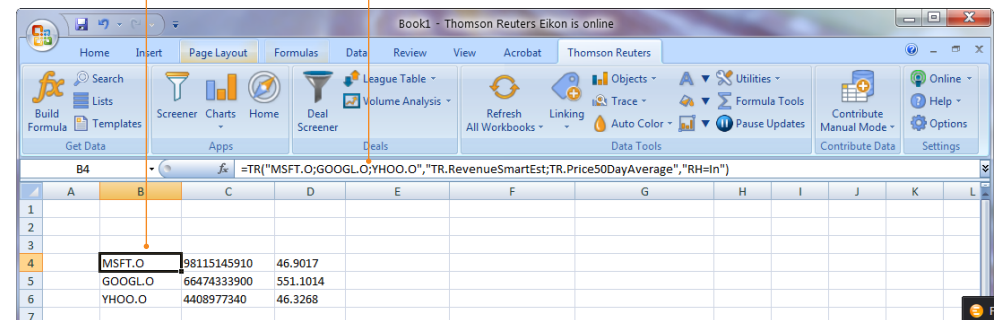 Book1 - Thomson Reuters Eikon is online
Home Insert Page Layout Formulas Data Review View Acrobat Thomson Reuters
fx Build Formula
Search
Lists
Templates
Get Data
Screener Charts Home
Apps
Deal Screener
League Table
Volume Analysis
Deals
Refresh All Workbooks
Linking
Objects
Trace
Auto Color
Utilities
Formula Tools
Pause Updates
Data Tools
Contribute Manual Mode
Contribute Data
Online
Help
Options
Settings
B4 fx =TR("MSFT.O;GOOGL.O;YHOO.O","TR.RevenueSmartEst;TR.Price50DayAverage","RH=In")
A B C D E F G H I J K L
1
2
3
4 MSFT.O 98115145910 46.9017
5 GOOGL.O 66474333900 551.1014
6 YHOO.O 4408977340 46.3268
7